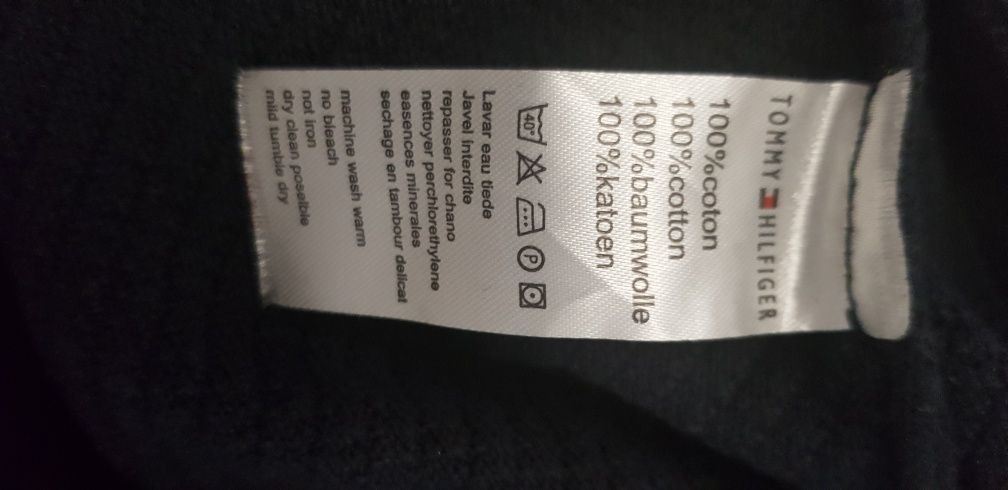 TOMMY HILFIGER
100%coton
100%cotton
100%baumwolle
100%katoen
40° P
Lavar eau tiede
Javel interdite
repasser for chano
nettoyer perchlorethylene
easences minerales
sechage en tambour delicat
machine wash warm
no bleach
not iron
dry clean poselble
mild tumble dry